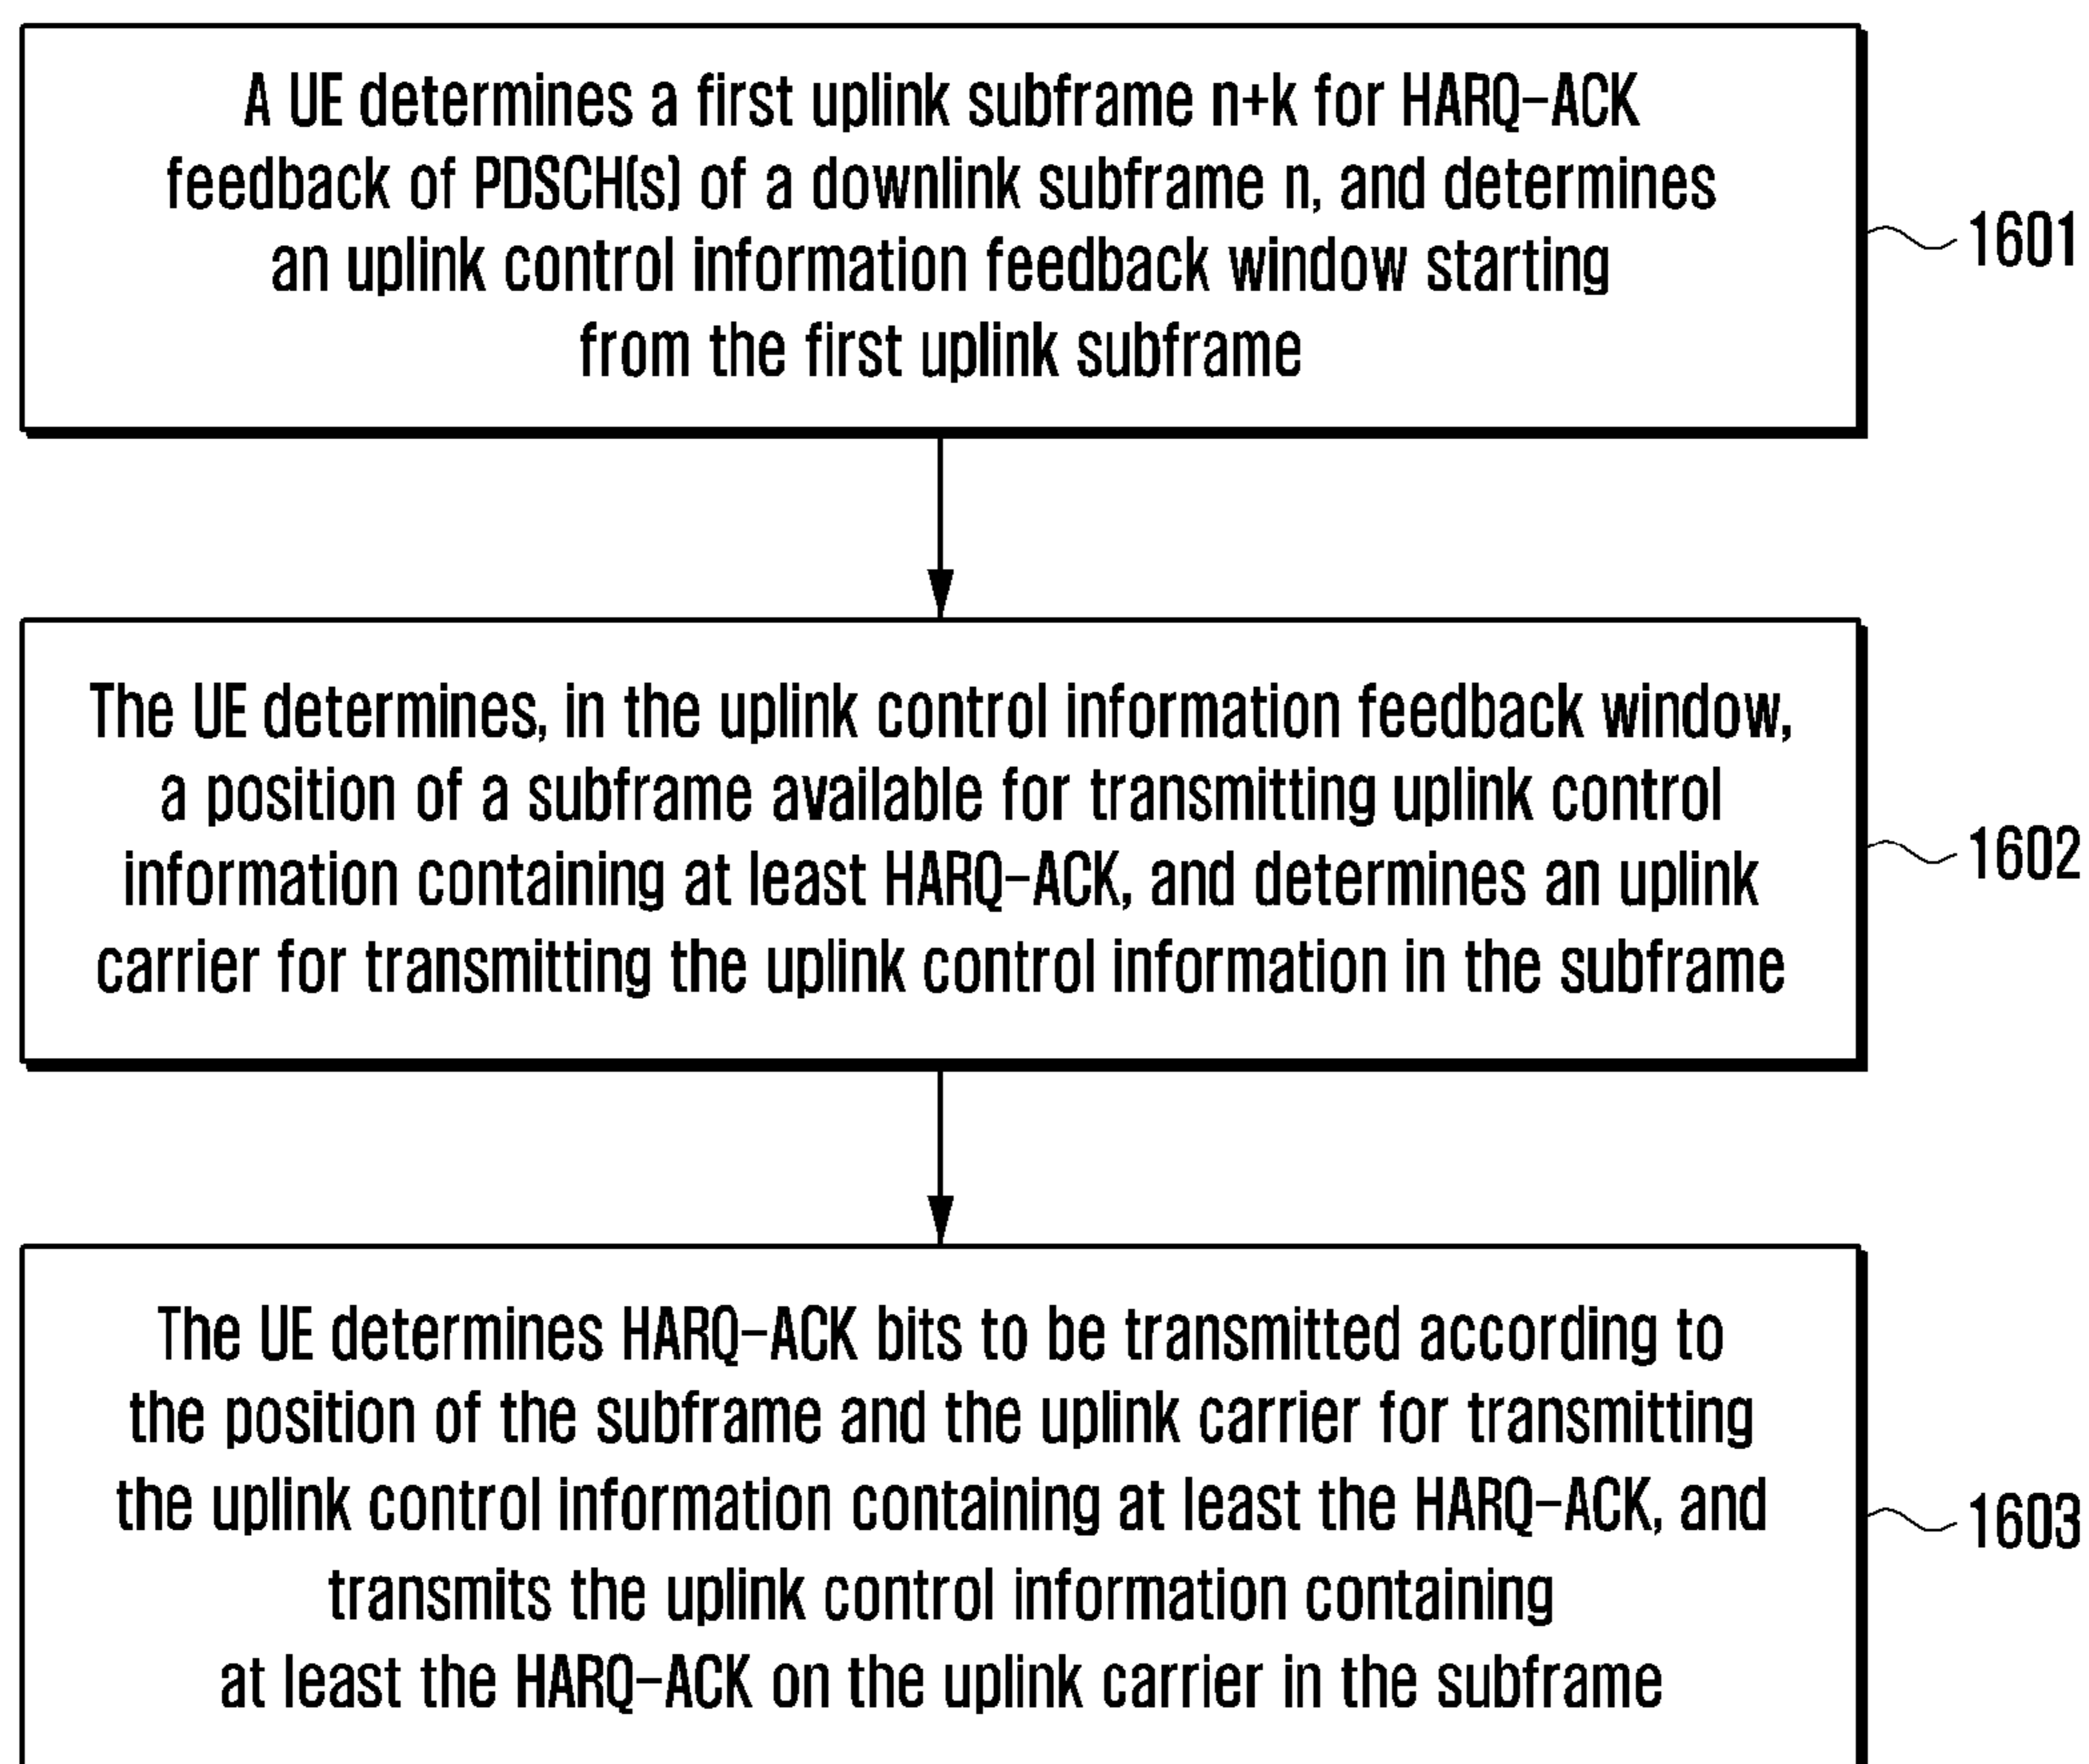 A UE determines a first uplink subframe n+k for HARQ-ACK
feedback of PDSCH(s) of a downlink subframe n, and determines
an uplink control information feedback window starting
from the first uplink subframe
1601
The UE determines, in the uplink control information feedback window,
a position of a subframe available for transmitting uplink control
information containing at least HARQ-ACK, and determines an uplink
carrier for transmitting the uplink control information in the subframe
1602
The UE determines HARQ-ACK bits to be transmitted according to
the position of the subframe and the uplink carrier for transmitting
the uplink control information containing at least the HARQ-ACK, and
transmits the uplink control information containing
at least the HARQ-ACK on the uplink carrier in the subframe
1603